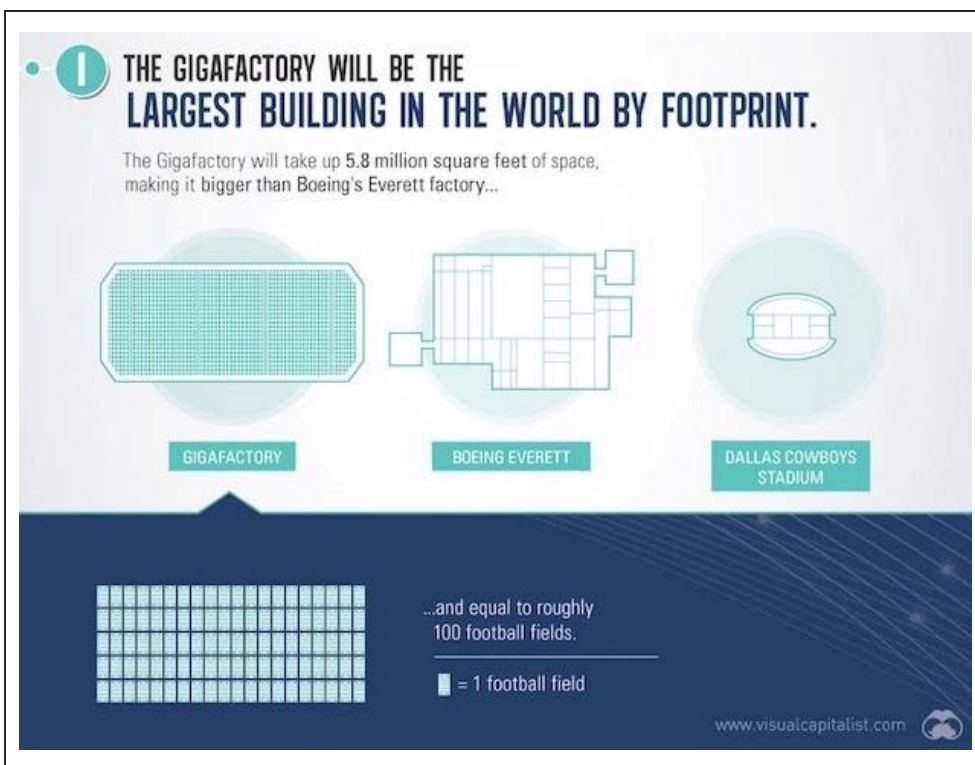 1
THE GIGAFACTORY WILL BE THE
LARGEST BUILDING IN THE WORLD BY FOOTPRINT.
The Gigafactory will take up 5.8 million square feet of space,
making it bigger than Boeing's Everett factory...
GIGAFACTORY
BOEING EVERETT
DALLAS COWBOYS
STADIUM
...and equal to roughly
100 football fields.
= 1 football field
www.visualcapitalist.com